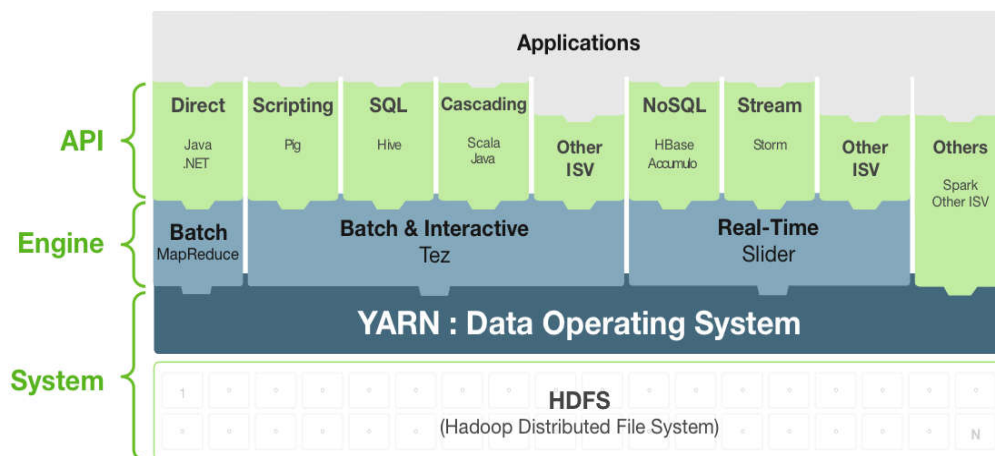 Applications
API
Direct
Java
.NET
Scripting
Pig
SQL
Hive
Cascading
Scala
Java
Other
ISV
NoSQL
HBase
Accumulo
Stream
Storm
Other
ISV
Others
Spark
Other ISV
Engine
Batch
MapReduce
Batch & Interactive
Tez
Real-Time
Slider
System
YARN : Data Operating System
1
HDFS
(Hadoop Distributed File System)
N